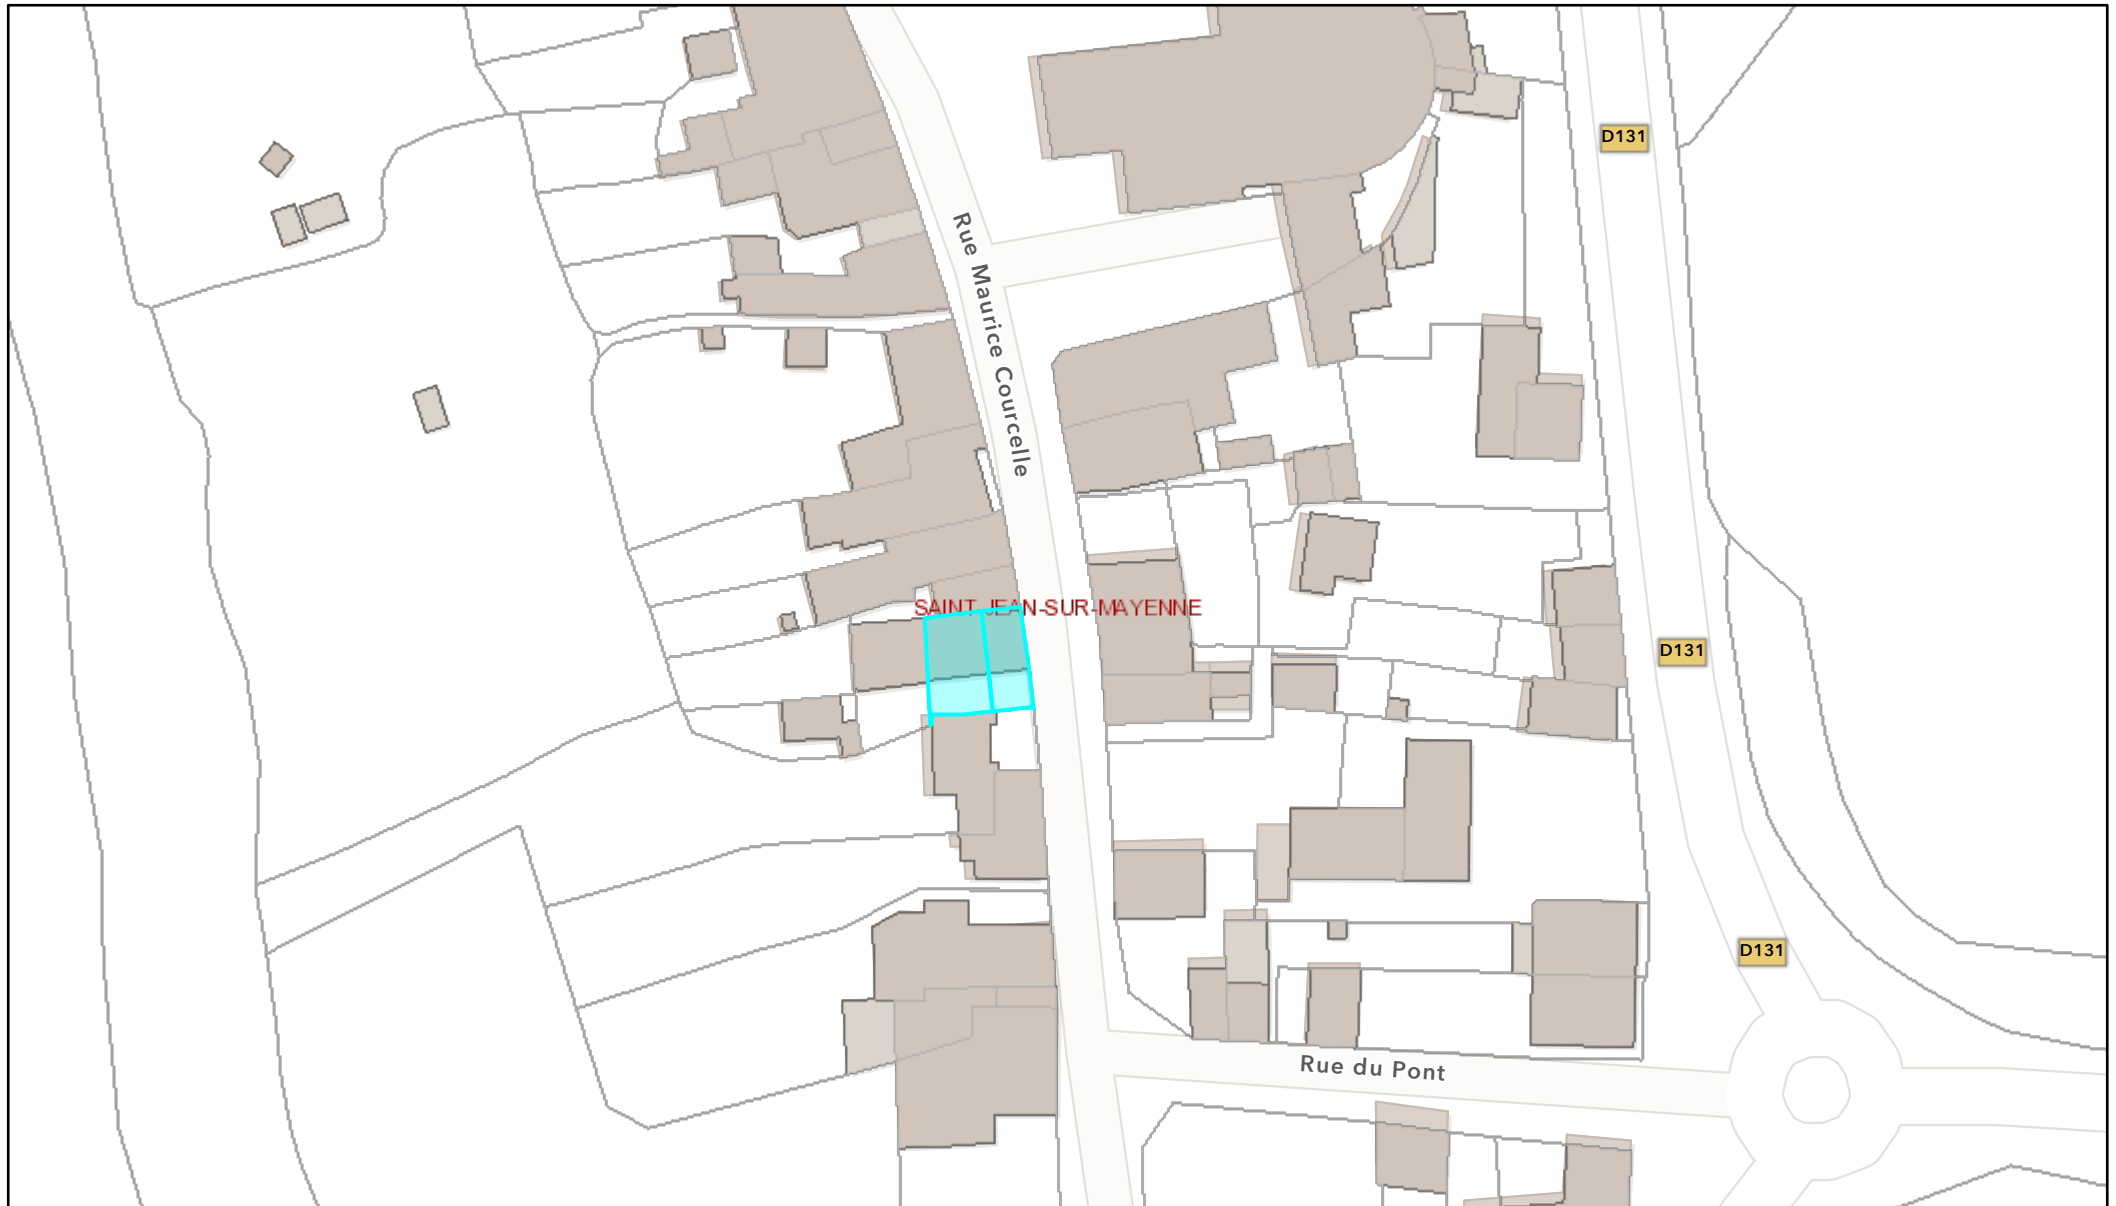 D131
Rue Maurice Courcelle
SAINT JEAN-SUR-MAYENNE
D131
D131
Rue du Pont